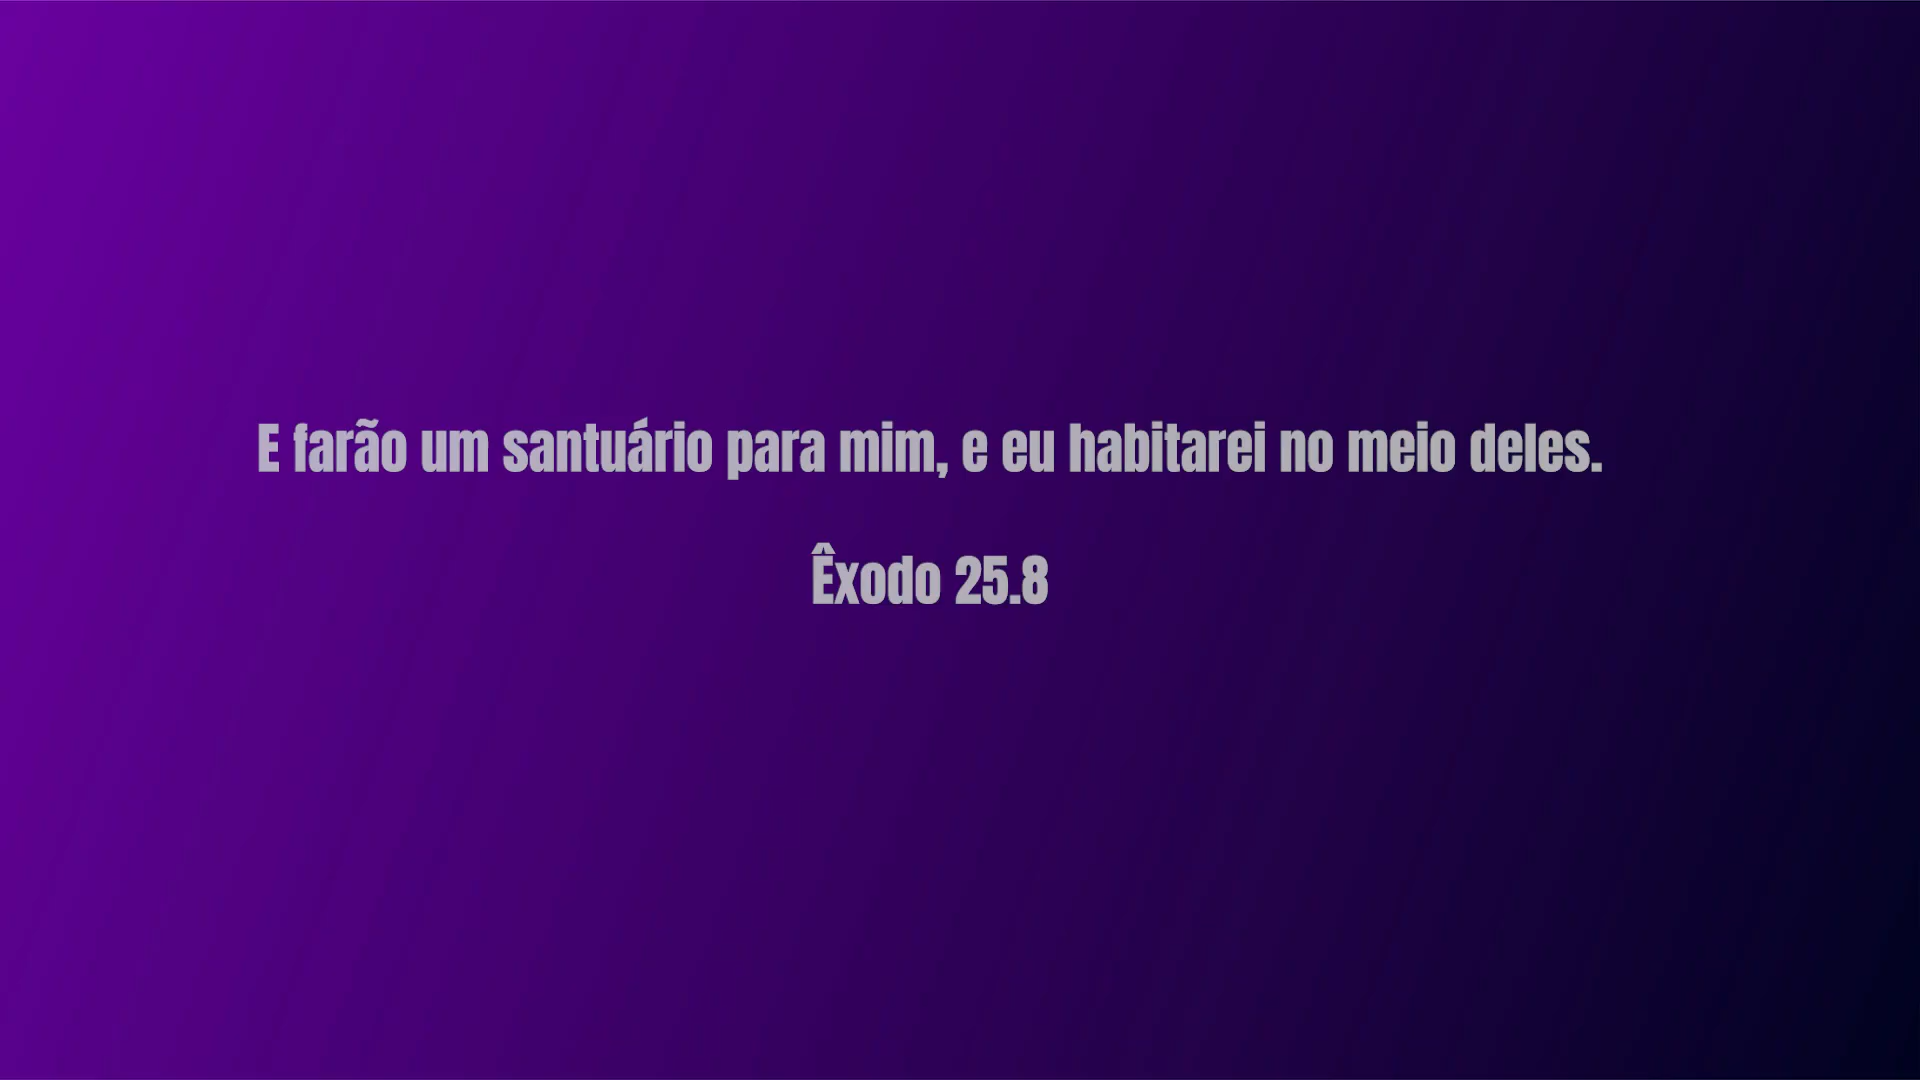 E farão um santuário para mim, e eu habitarei no meio deles.
Êxodo 25.8